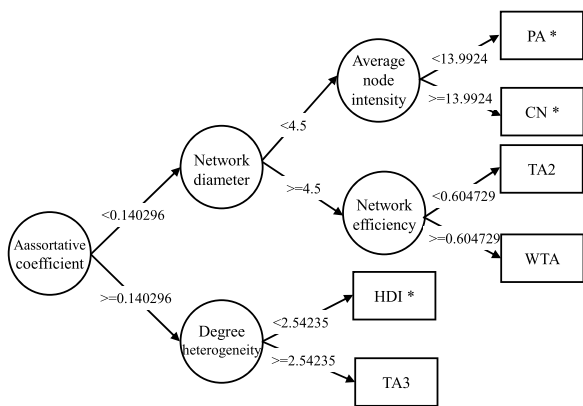 PA *
<13.9924
Average
node
intensity
>=13.9924
CN *
<4.5
Network
diameter
>=4.5
TA2
<0.604729
Network
efficiency
>=0.604729
WTA
<0.140296
Aassortative
coefficient
>=0.140296
HDI *
<2.54235
Degree
heterogeneity
>=2.54235
TA3